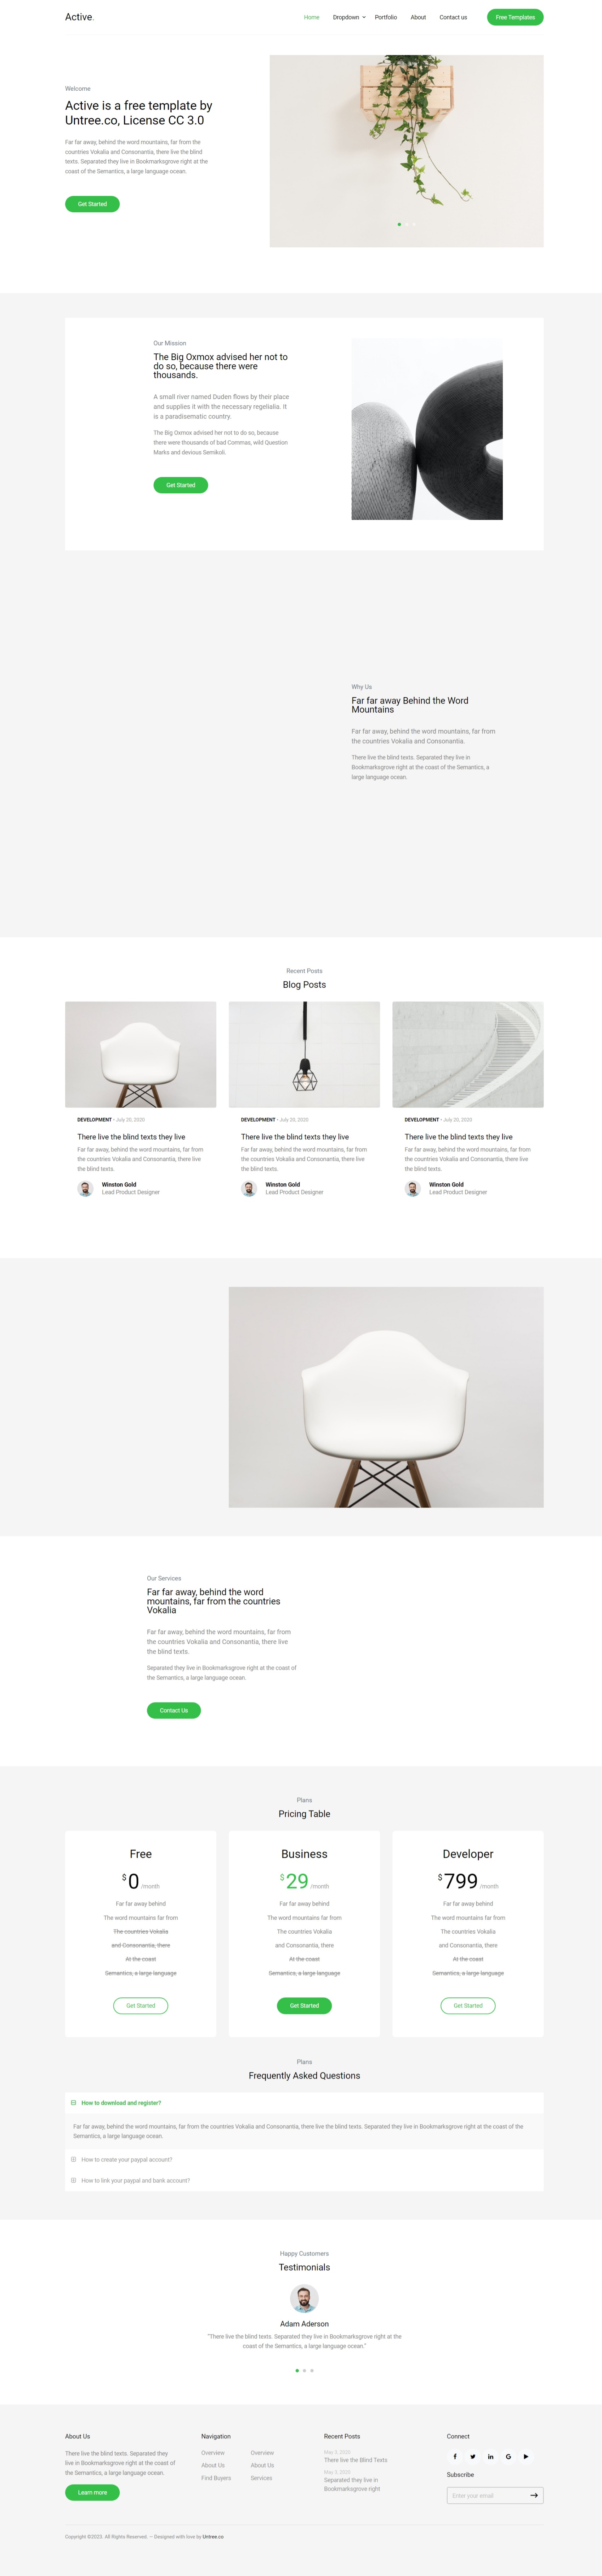 Active.
Home Dropdown Portfolio About Contact us Free Templates
Welcome
Active is a free template by
Untree.co, License CC 3.0
Far far away, behind the word mountains, far from the
countries Vokalia and Consonantia, there live the blind
texts. Separated they live in Bookmarksgrove right at the
coast of the Semantics, a large language ocean.
Get Started
Our Mission
The Big Oxmox advised her not to
do so, because there were
thousands.
A small river named Duden flows by their place
and supplies it with the necessary regelialia. It
is a paradisematic country.
The Big Oxmox advised her not to do so, because
there were thousands of bad Commas, wild Question
Marks and devious Semikoli.
Get Started
Why Us
Far far away Behind the Word
Mountains
Far far away, behind the word mountains, far from
the countries Vokalia and Consonantia.
There live the blind texts. Separated they live in
Bookmarksgrove right at the coast of the Semantics, a
large language ocean.
Recent Posts
Blog Posts
DEVELOPMENT • July 20, 2020
There live the blind texts they live
Far far away, behind the word mountains, far from
the countries Vokalia and Consonantia, there live
the blind texts.
Winston Gold
Lead Product Designer
DEVELOPMENT • July 20, 2020
There live the blind texts they live
Far far away, behind the word mountains, far from
the countries Vokalia and Consonantia, there live
the blind texts.
Winston Gold
Lead Product Designer
DEVELOPMENT • July 20, 2020
There live the blind texts they live
Far far away, behind the word mountains, far from
the countries Vokalia and Consonantia, there live
the blind texts.
Winston Gold
Lead Product Designer
Our Services
Far far away, behind the word
mountains, far from the countries
Vokalia
Far far away, behind the word mountains, far from
the countries Vokalia and Consonantia, there live
the blind texts.
Separated they live in Bookmarksgrove right at the coast of
the Semantics, a large language ocean.
Contact Us
Plans
Pricing Table
Free
$0 /month
Far far away behind
The word mountains far from
The countries Vokalia
and Consonantia, there
At the coast
Semantics, a large language
Get Started
Business
$29 /month
Far far away behind
The word mountains far from
The countries Vokalia
and Consonantia, there
At the coast
Semantics, a large language
Get Started
Developer
$799 /month
Far far away behind
The word mountains far from
The countries Vokalia
and Consonantia, there
At the coast
Semantics, a large language
Get Started
Plans
Frequently Asked Questions
How to download and register?
Far far away, behind the word mountains, far from the countries Vokalia and Consonantia, there live the blind texts. Separated they live in Bookmarksgrove right at the coast of the
Semantics, a large language ocean.
How to create your paypal account?
How to link your paypal and bank account?
Happy Customers
Testimonials
Adam Aderson
“There live the blind texts. Separated they live in Bookmarksgrove right at the
coast of the Semantics, a large language ocean.”
About Us
There live the blind texts. Separated they
live in Bookmarksgrove right at the coast of
the Semantics, a large language ocean.
Learn more
Navigation
Overview
About Us
Find Buyers
Overview
About Us
Services
Recent Posts
May 3, 2020
There live the Blind Texts
May 3, 2020
Separated they live in
Bookmarksgrove right
Connect
Subscribe
Enter your email
Copyright ©2023. All Rights Reserved. — Designed with love by Untree.co